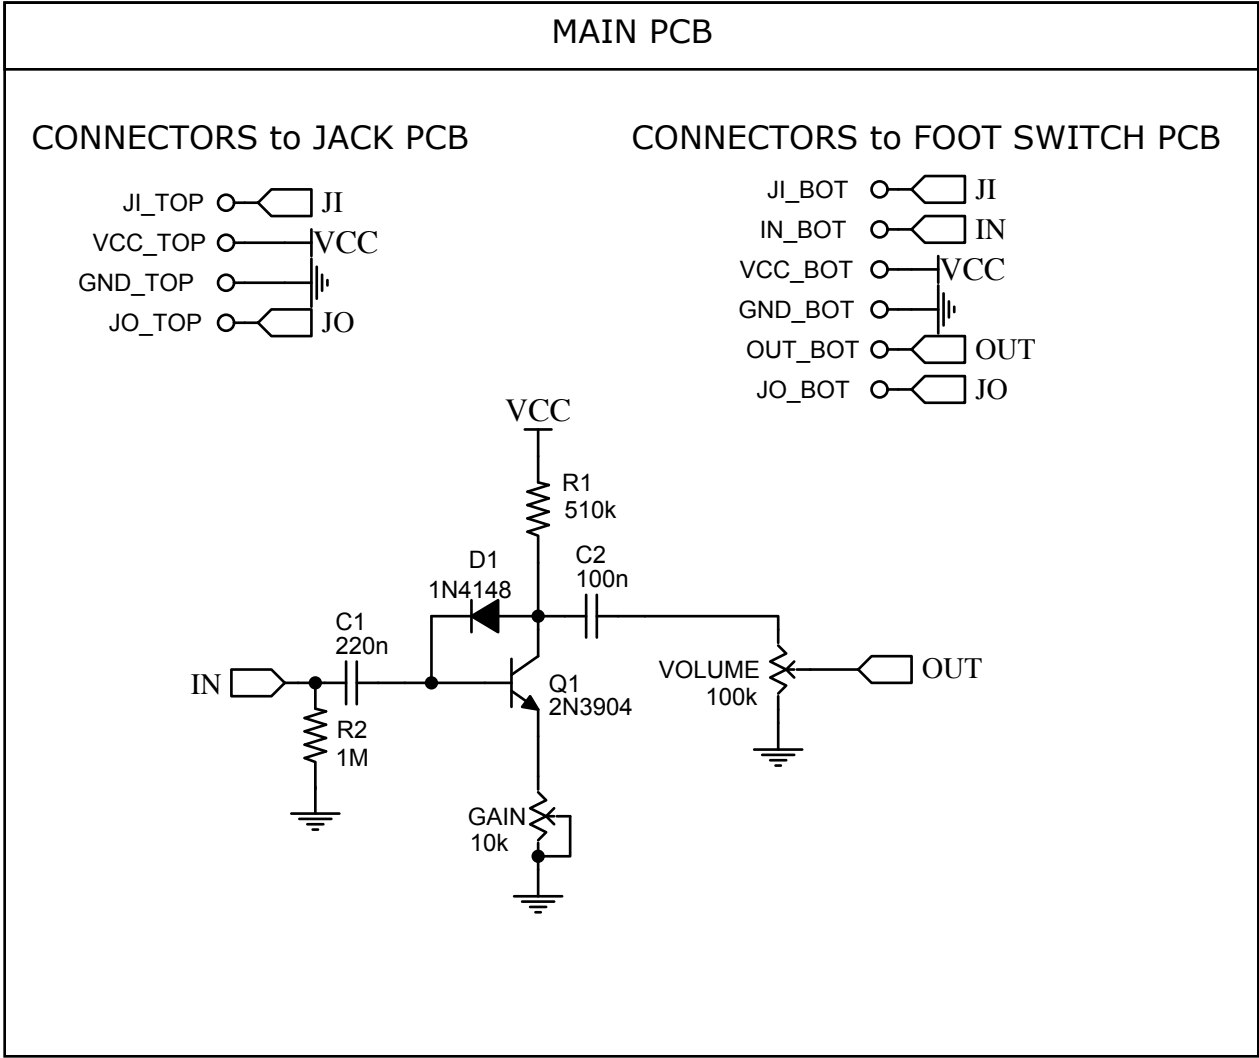 MAIN PCB
CONNECTORS to JACK PCB
JI_TOP JI
VCC_TOP VCC
GND_TOP
JO_TOP JO
CONNECTORS to FOOT SWITCH PCB
JI_BOT JI
IN_BOT IN
VCC_BOT VCC
GND_BOT
OUT_BOT OUT
JO_BOT JO
VCC
R1
510k
D1
1N4148
C2
100n
C1
220n
IN
R2
1M
Q1
2N3904
VOLUME
100k
OUT
GAIN
10k